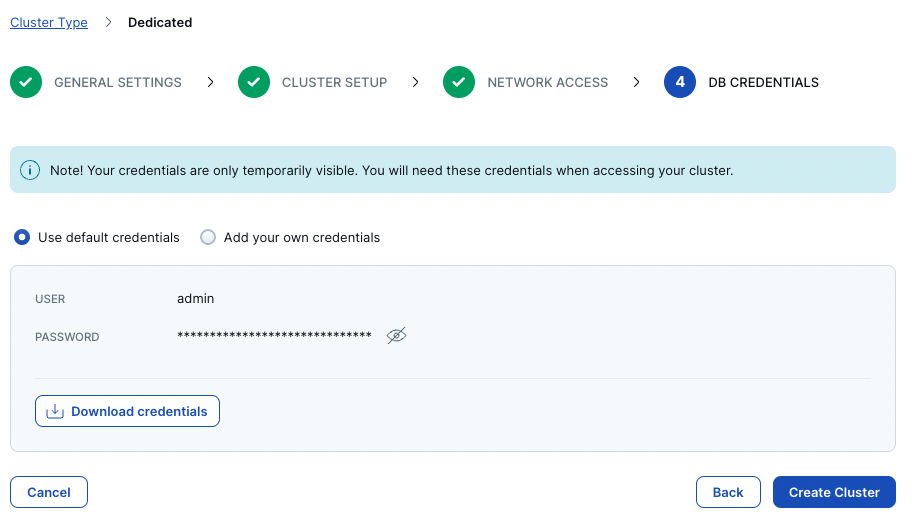 Cluster Type > Dedicated
GENERAL SETTINGS > CLUSTER SETUP > NETWORK ACCESS > 4 DB CREDENTIALS
Note! Your credentials are only temporarily visible. You will need these credentials when accessing your cluster.
Use default credentials Add your own credentials
USER admin
PASSWORD ******************************
Download credentials
Cancel Back Create Cluster